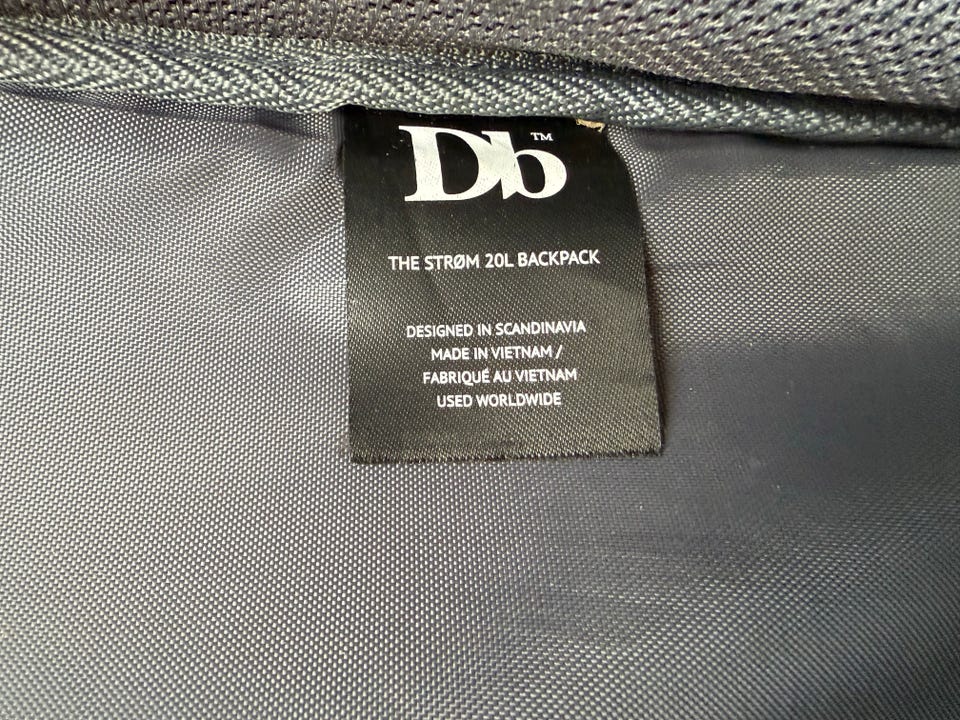 Db™
THE STRØM 20L BACKPACK
DESIGNED IN SCANDINAVIA
MADE IN VIETNAM /
FABRIQUÉ AU VIETNAM
USED WORLDWIDE